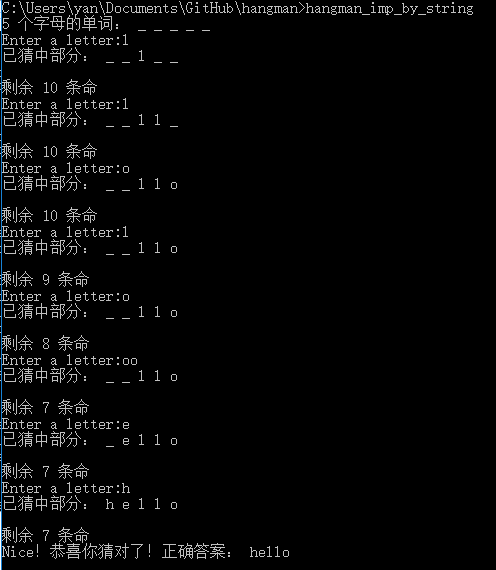 C:\Users\yan\Documents\GitHub\hangman>hangman_imp_by_string
5 个字母的单词： _ _ _ _ _
Enter a letter:l
已猜中部分： _ _ l _ _
剩余 10 条命
Enter a letter:l
已猜中部分： _ _ l l _
剩余 10 条命
Enter a letter:o
已猜中部分： _ _ l l o
剩余 10 条命
Enter a letter:l
已猜中部分： _ _ l l o
剩余 9 条命
Enter a letter:o
已猜中部分： _ _ l l o
剩余 8 条命
Enter a letter:oo
已猜中部分： _ _ l l o
剩余 7 条命
Enter a letter:e
已猜中部分： _ e l l o
剩余 7 条命
Enter a letter:h
已猜中部分： h e l l o
剩余 7 条命
Nice! 恭喜你猜对了! 正确答案： hello